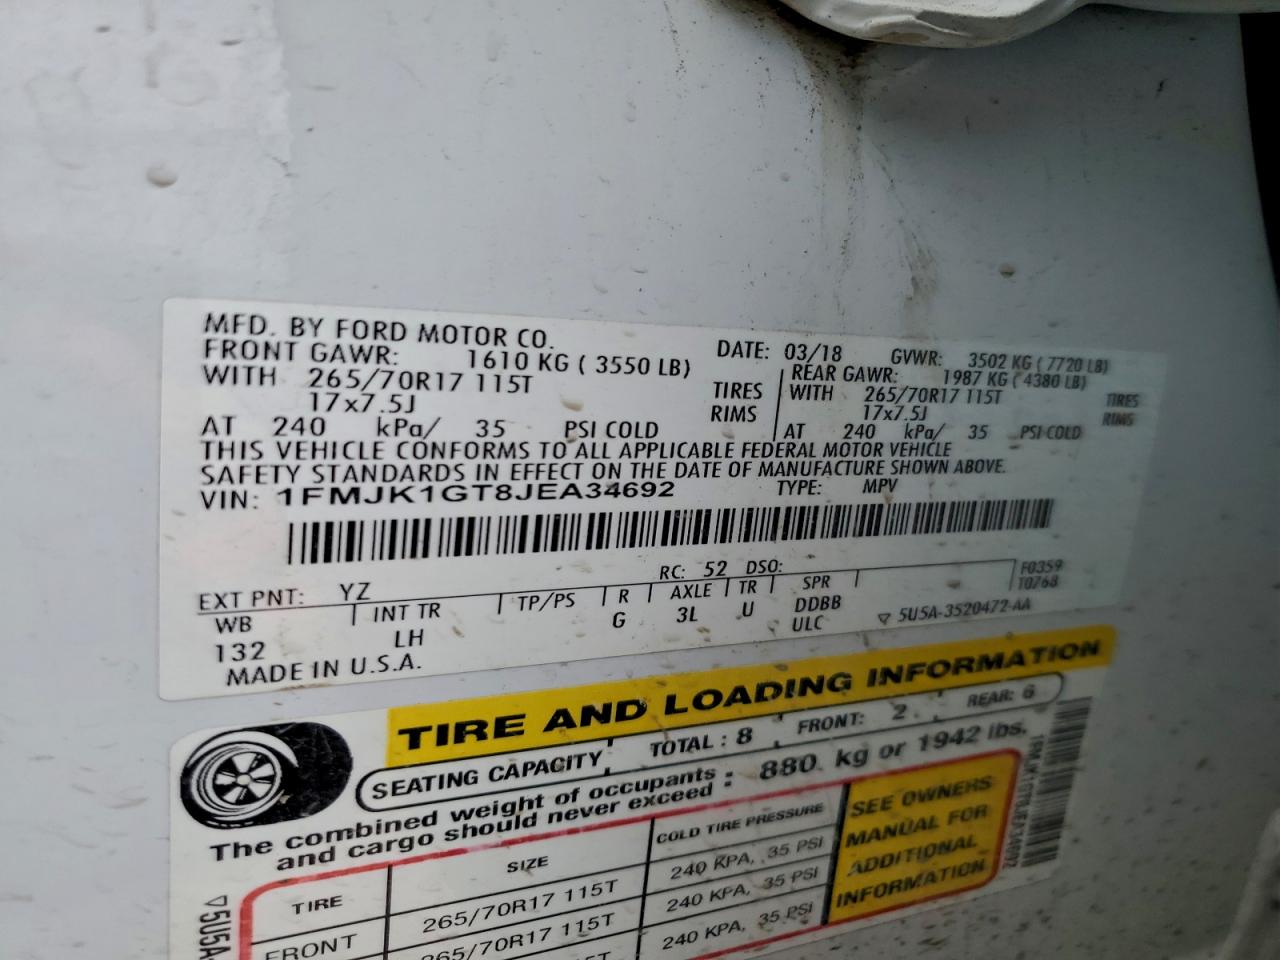 MFD. BY FORD MOTOR CO.
DATE: 03/18 GVWR: 3502 KG ( 7720 LB)
FRONT GAWR: 1610 KG ( 3550 LB)
REAR GAWR: 1987 KG ( 4380 LB)
WITH 265/70R17 115T TIRES
WITH 265/70R17 115T TIRES
17x7.5J RIMS
17x7.5J RIMS
AT 240 kPa/ 35 PSI COLD
AT 240 kPa/ 35 PSI COLD
THIS VEHICLE CONFORMS TO ALL APPLICABLE FEDERAL MOTOR VEHICLE
SAFETY STANDARDS IN EFFECT ON THE DATE OF MANUFACTURE SHOWN ABOVE.
VIN: 1FMJK1GT8JEA34692 TYPE: MPV
EXT PNT: YZ RC: 52 DSO: F0359
WB INT TR TP/PS R AXLE TR SPR T0768
132 LH G 3L U DDBB
ULC ▽ 5U5A-3520472-AA
MADE IN U.S.A.
TIRE AND LOADING INFORMATION
SEATING CAPACITY TOTAL : 8 FRONT: 2 REAR: 6
The combined weight of occupants : 880 kg or 1942 lbs.
and cargo should never exceed
TIRE SIZE COLD TIRE PRESSURE
FRONT 265/70R17 115T 240 KPA, 35 PSI
265/70R17 115T 240 KPA, 35 PSI
240 KPA, 35 PSI
SEE OWNERS
MANUAL FOR
ADDITIONAL
INFORMATION
1FMJK1GT8JEA34692
▽5U5A-